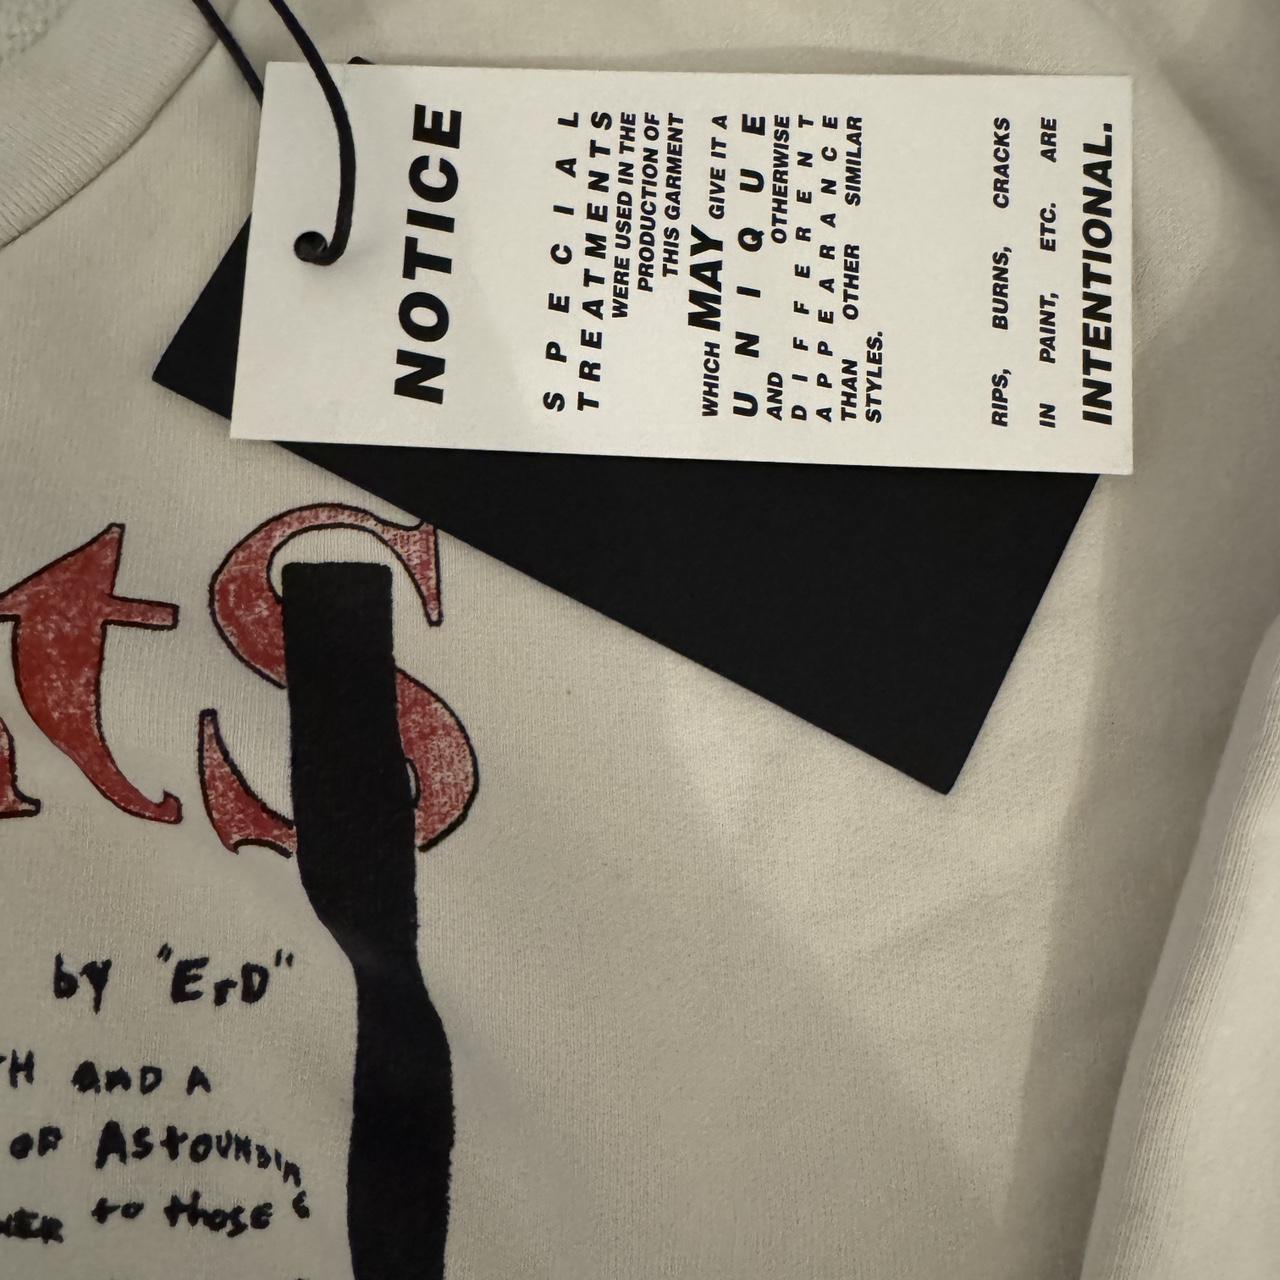 NOTICE
SPECIAL
TREATMENTS
WERE USED IN THE
PRODUCTION OF
THIS GARMENT
WHICH MAY GIVE IT A
UNIQUE
AND OTHERWISE
DIFFERENT
APPEARANCE
THAN OTHER SIMILAR
STYLES.
RIPS, BURNS, CRACKS
IN PAINT, ETC. ARE
INTENTIONAL.
tS
by "ErD"
TH AND A
OF AStOUNDIN
to those